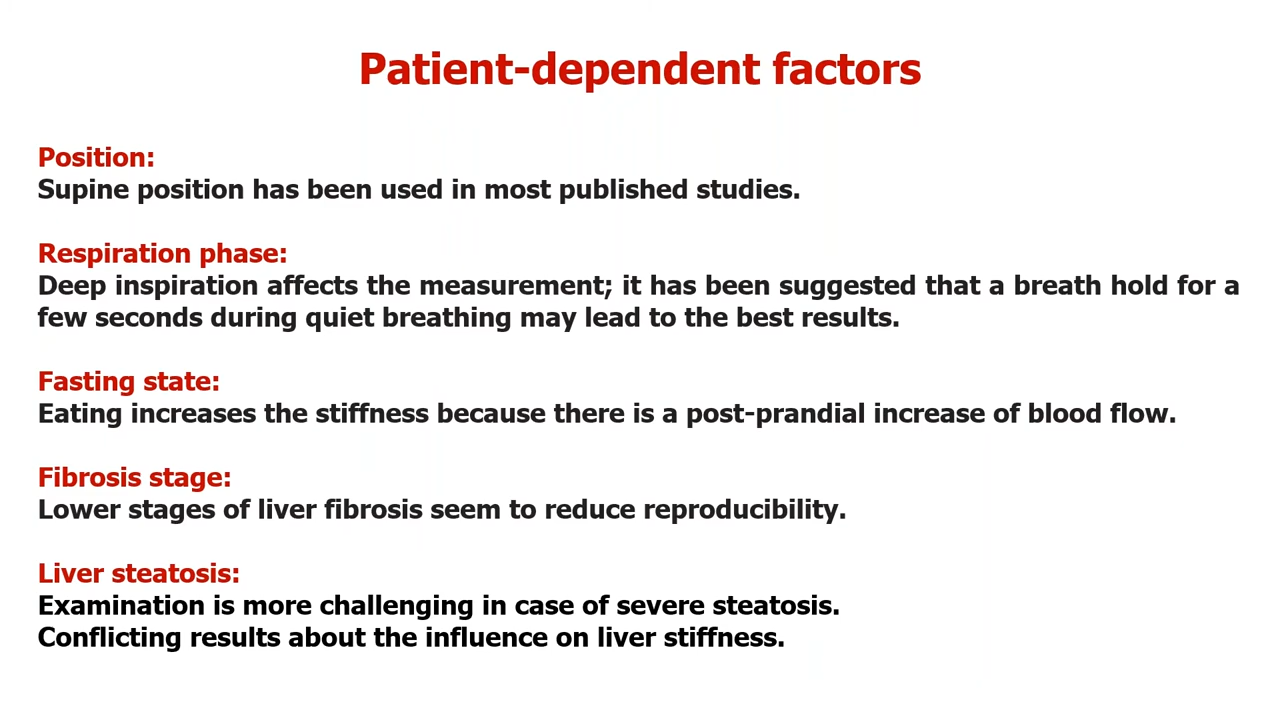 Patient-dependent factors
Position:
Supine position has been used in most published studies.
Respiration phase:
Deep inspiration affects the measurement; it has been suggested that a breath hold for a
few seconds during quiet breathing may lead to the best results.
Fasting state:
Eating increases the stiffness because there is a post-prandial increase of blood flow.
Fibrosis stage:
Lower stages of liver fibrosis seem to reduce reproducibility.
Liver steatosis:
Examination is more challenging in case of severe steatosis.
Conflicting results about the influence on liver stiffness.